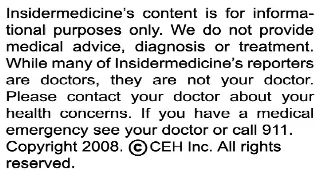 Insidermedicine's content is for informa-
tional purposes only. We do not provide
medical advice, diagnosis or treatment.
While many of Insidermedicine's reporters
are doctors, they are not your doctor.
Please contact your doctor about your
health concerns. If you have a medical
emergency see your doctor or call 911.
Copyright 2008. ©CEH Inc. All rights
reserved.